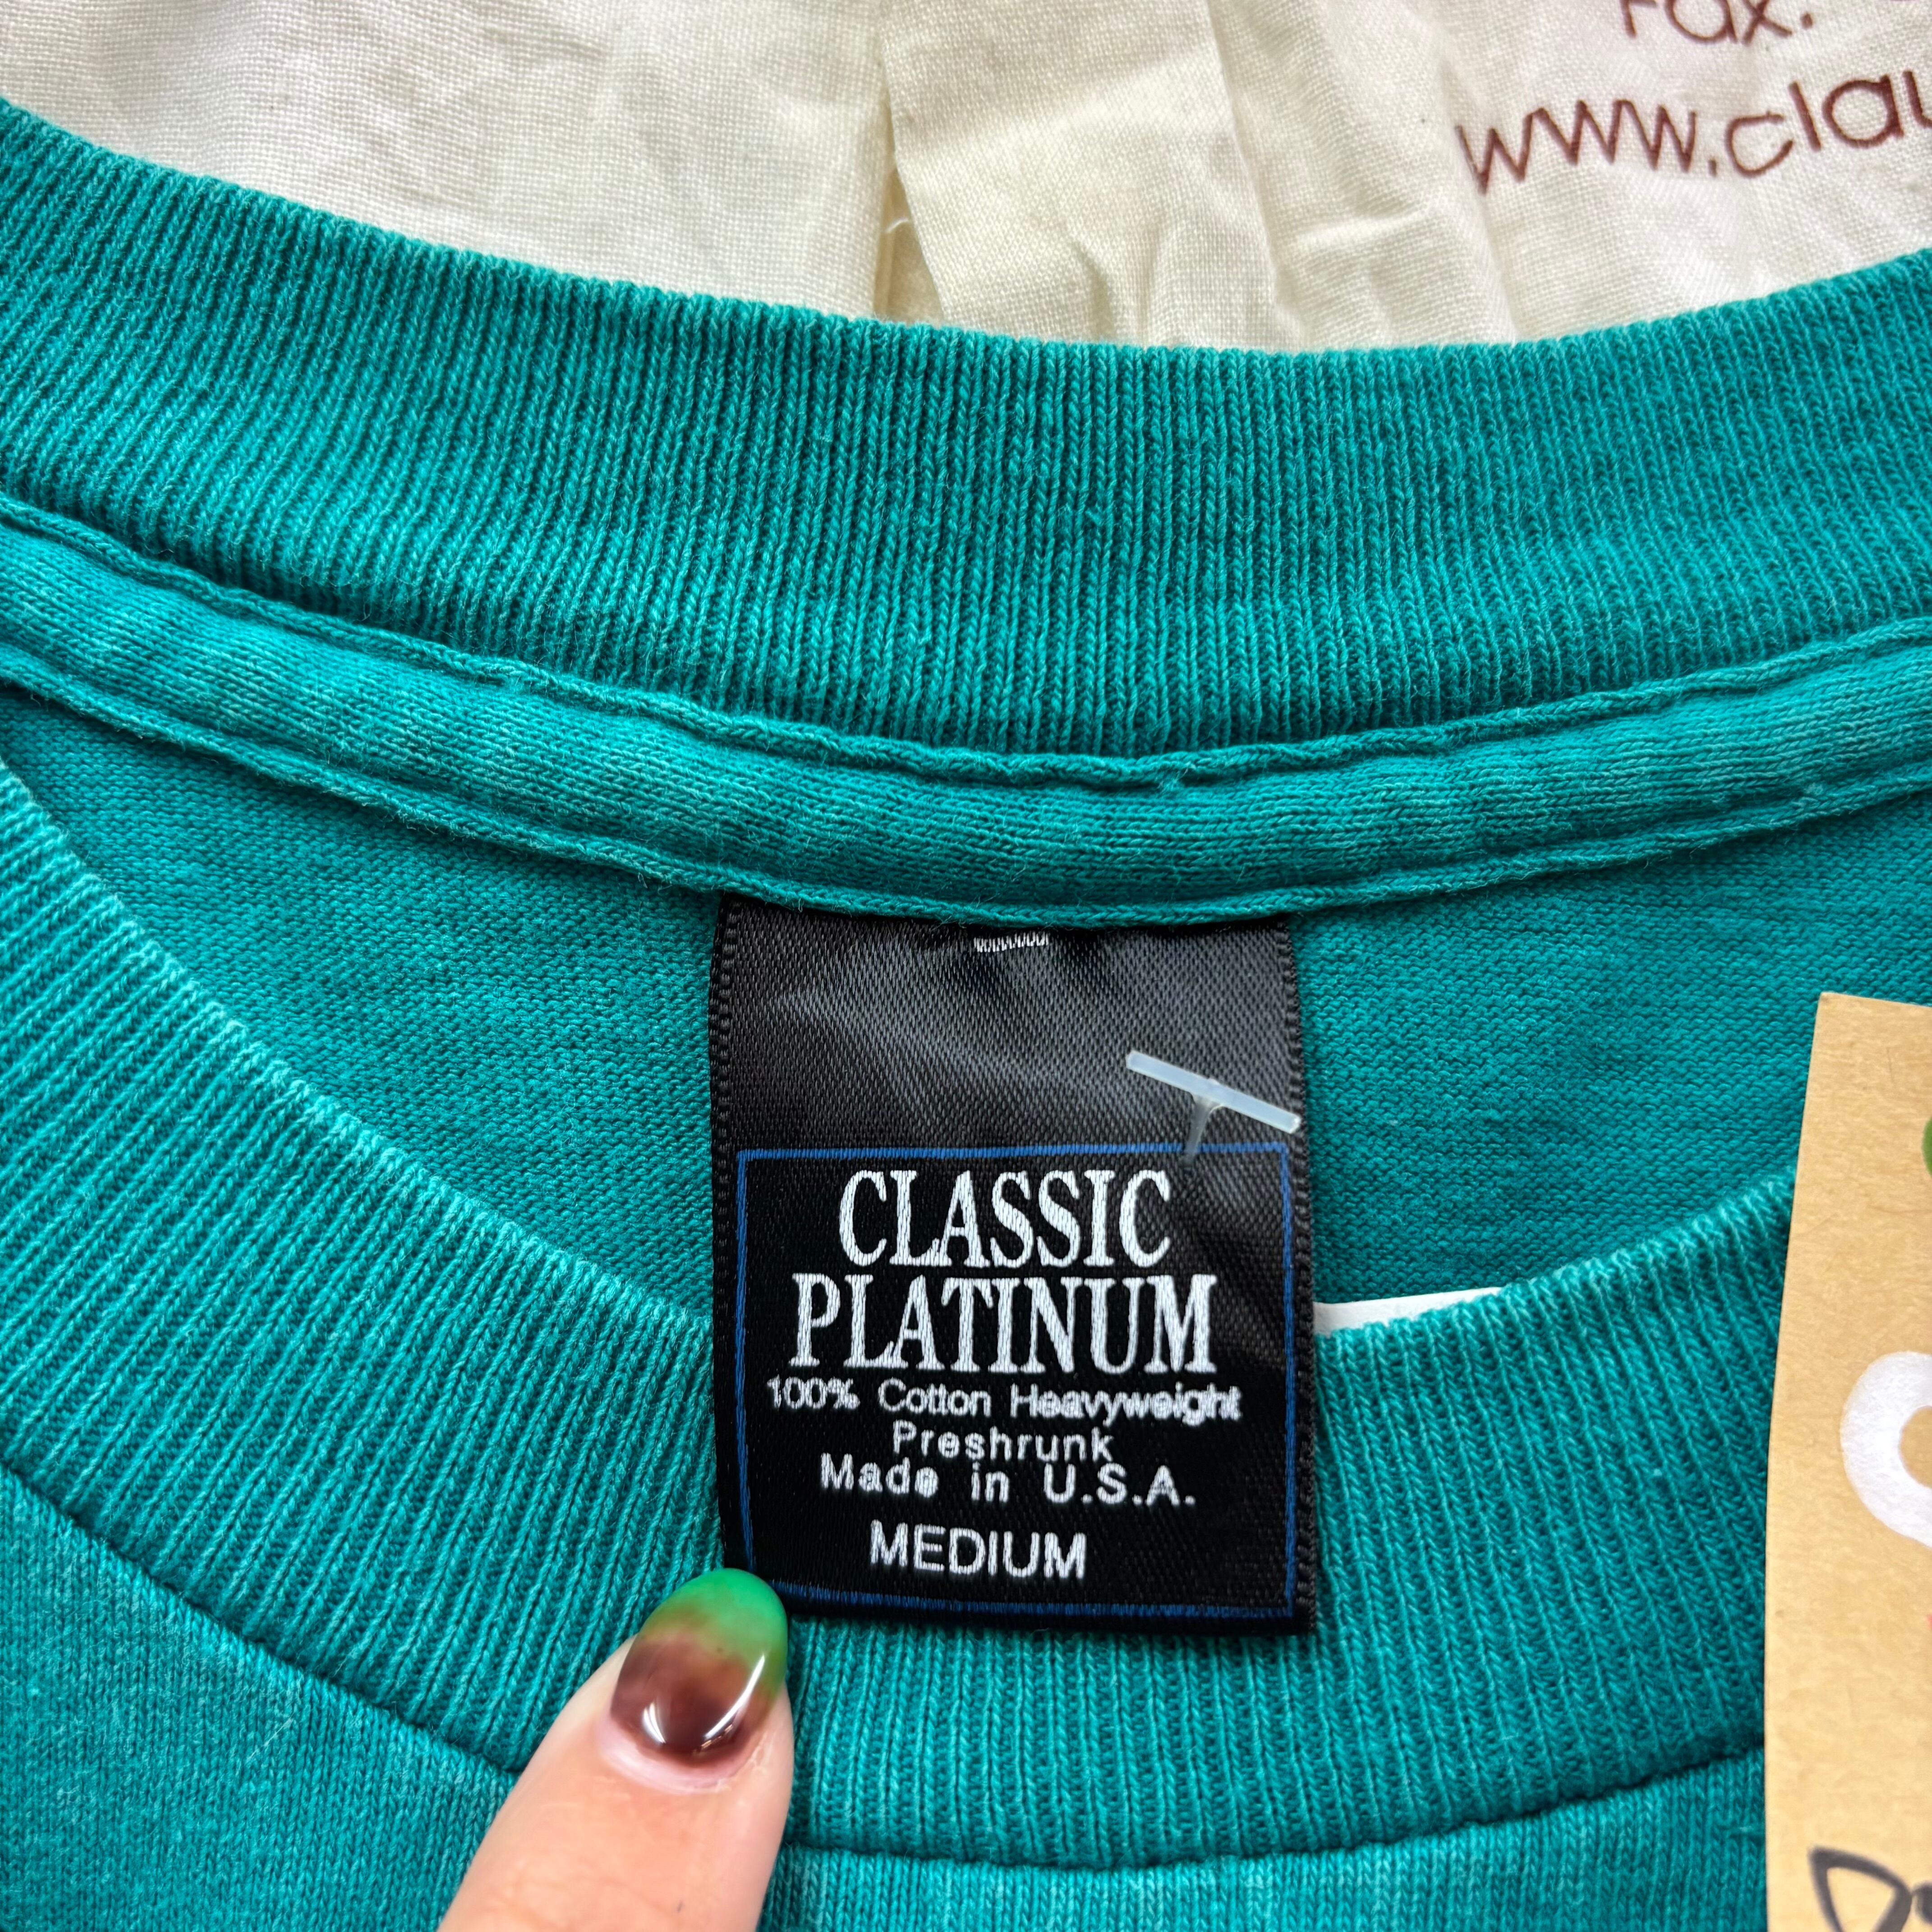 Fax.
www.clau
CLASSIC
PLATINUM
100% Cotton Heavyweight
Preshrunk
Made in U.S.A.
MEDIUM